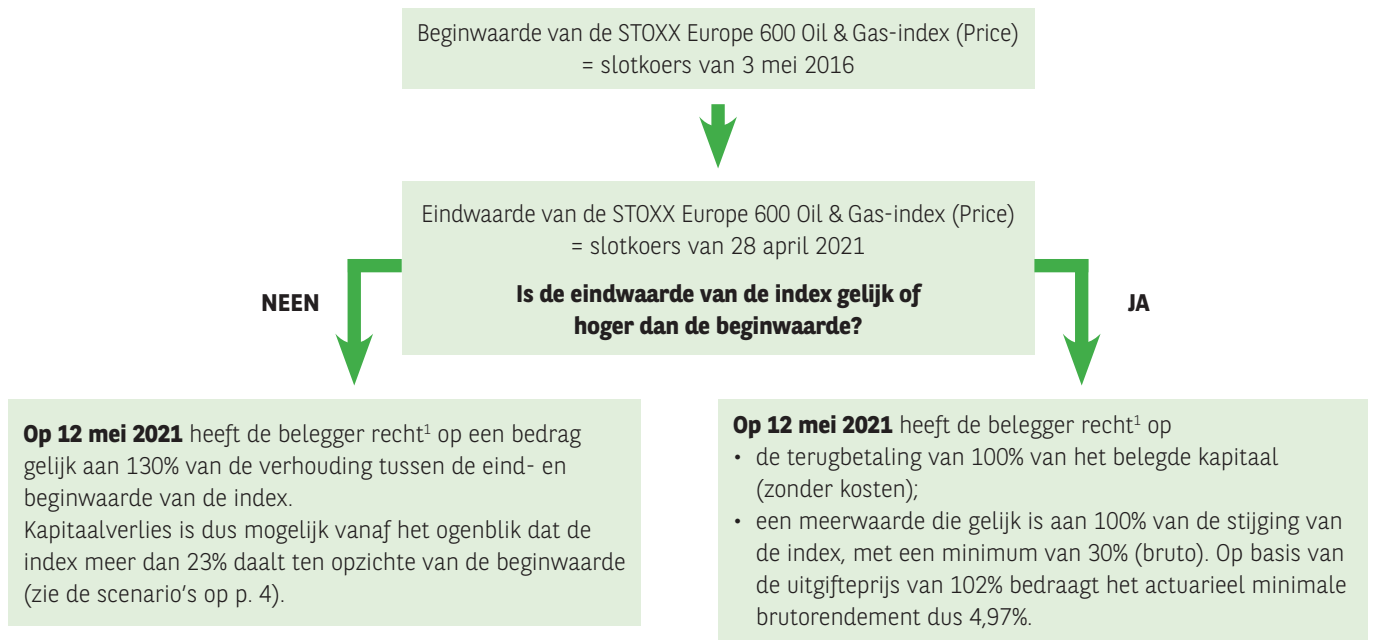 Beginwaarde van de STOXX Europe 600 Oil & Gas-index (Price)
= slotkoers van 3 mei 2016
Eindwaarde van de STOXX Europe 600 Oil & Gas-index (Price)
= slotkoers van 28 april 2021
Is de eindwaarde van de index gelijk of
hoger dan de beginwaarde?
NEEN
JA
Op 12 mei 2021 heeft de belegger recht¹ op een bedrag
gelijk aan 130% van de verhouding tussen de eind- en
beginwaarde van de index.
Kapitaalverlies is dus mogelijk vanaf het ogenblik dat de
index meer dan 23% daalt ten opzichte van de beginwaarde
(zie de scenario's op p. 4).
Op 12 mei 2021 heeft de belegger recht¹ op
• de terugbetaling van 100% van het belegde kapitaal
(zonder kosten);
• een meerwaarde die gelijk is aan 100% van de stijging van
de index, met een minimum van 30% (bruto). Op basis van
de uitgifteprijs van 102% bedraagt het actuarieel minimale
brutorendement dus 4,97%.